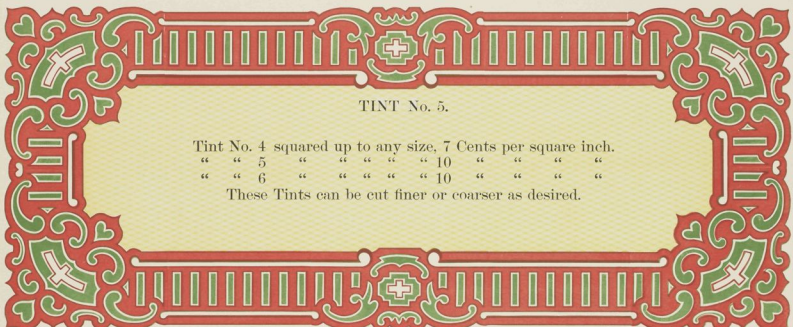 TINT No. 5.
Tint No. 4 squared up to any size, 7 Cents per square inch.
“ “ 5 “ “ “ “ “ 10 “ “ “ “
“ “ 6 “ “ “ “ “ 10 “ “ “ “
These Tints can be cut finer or coarser as desired.